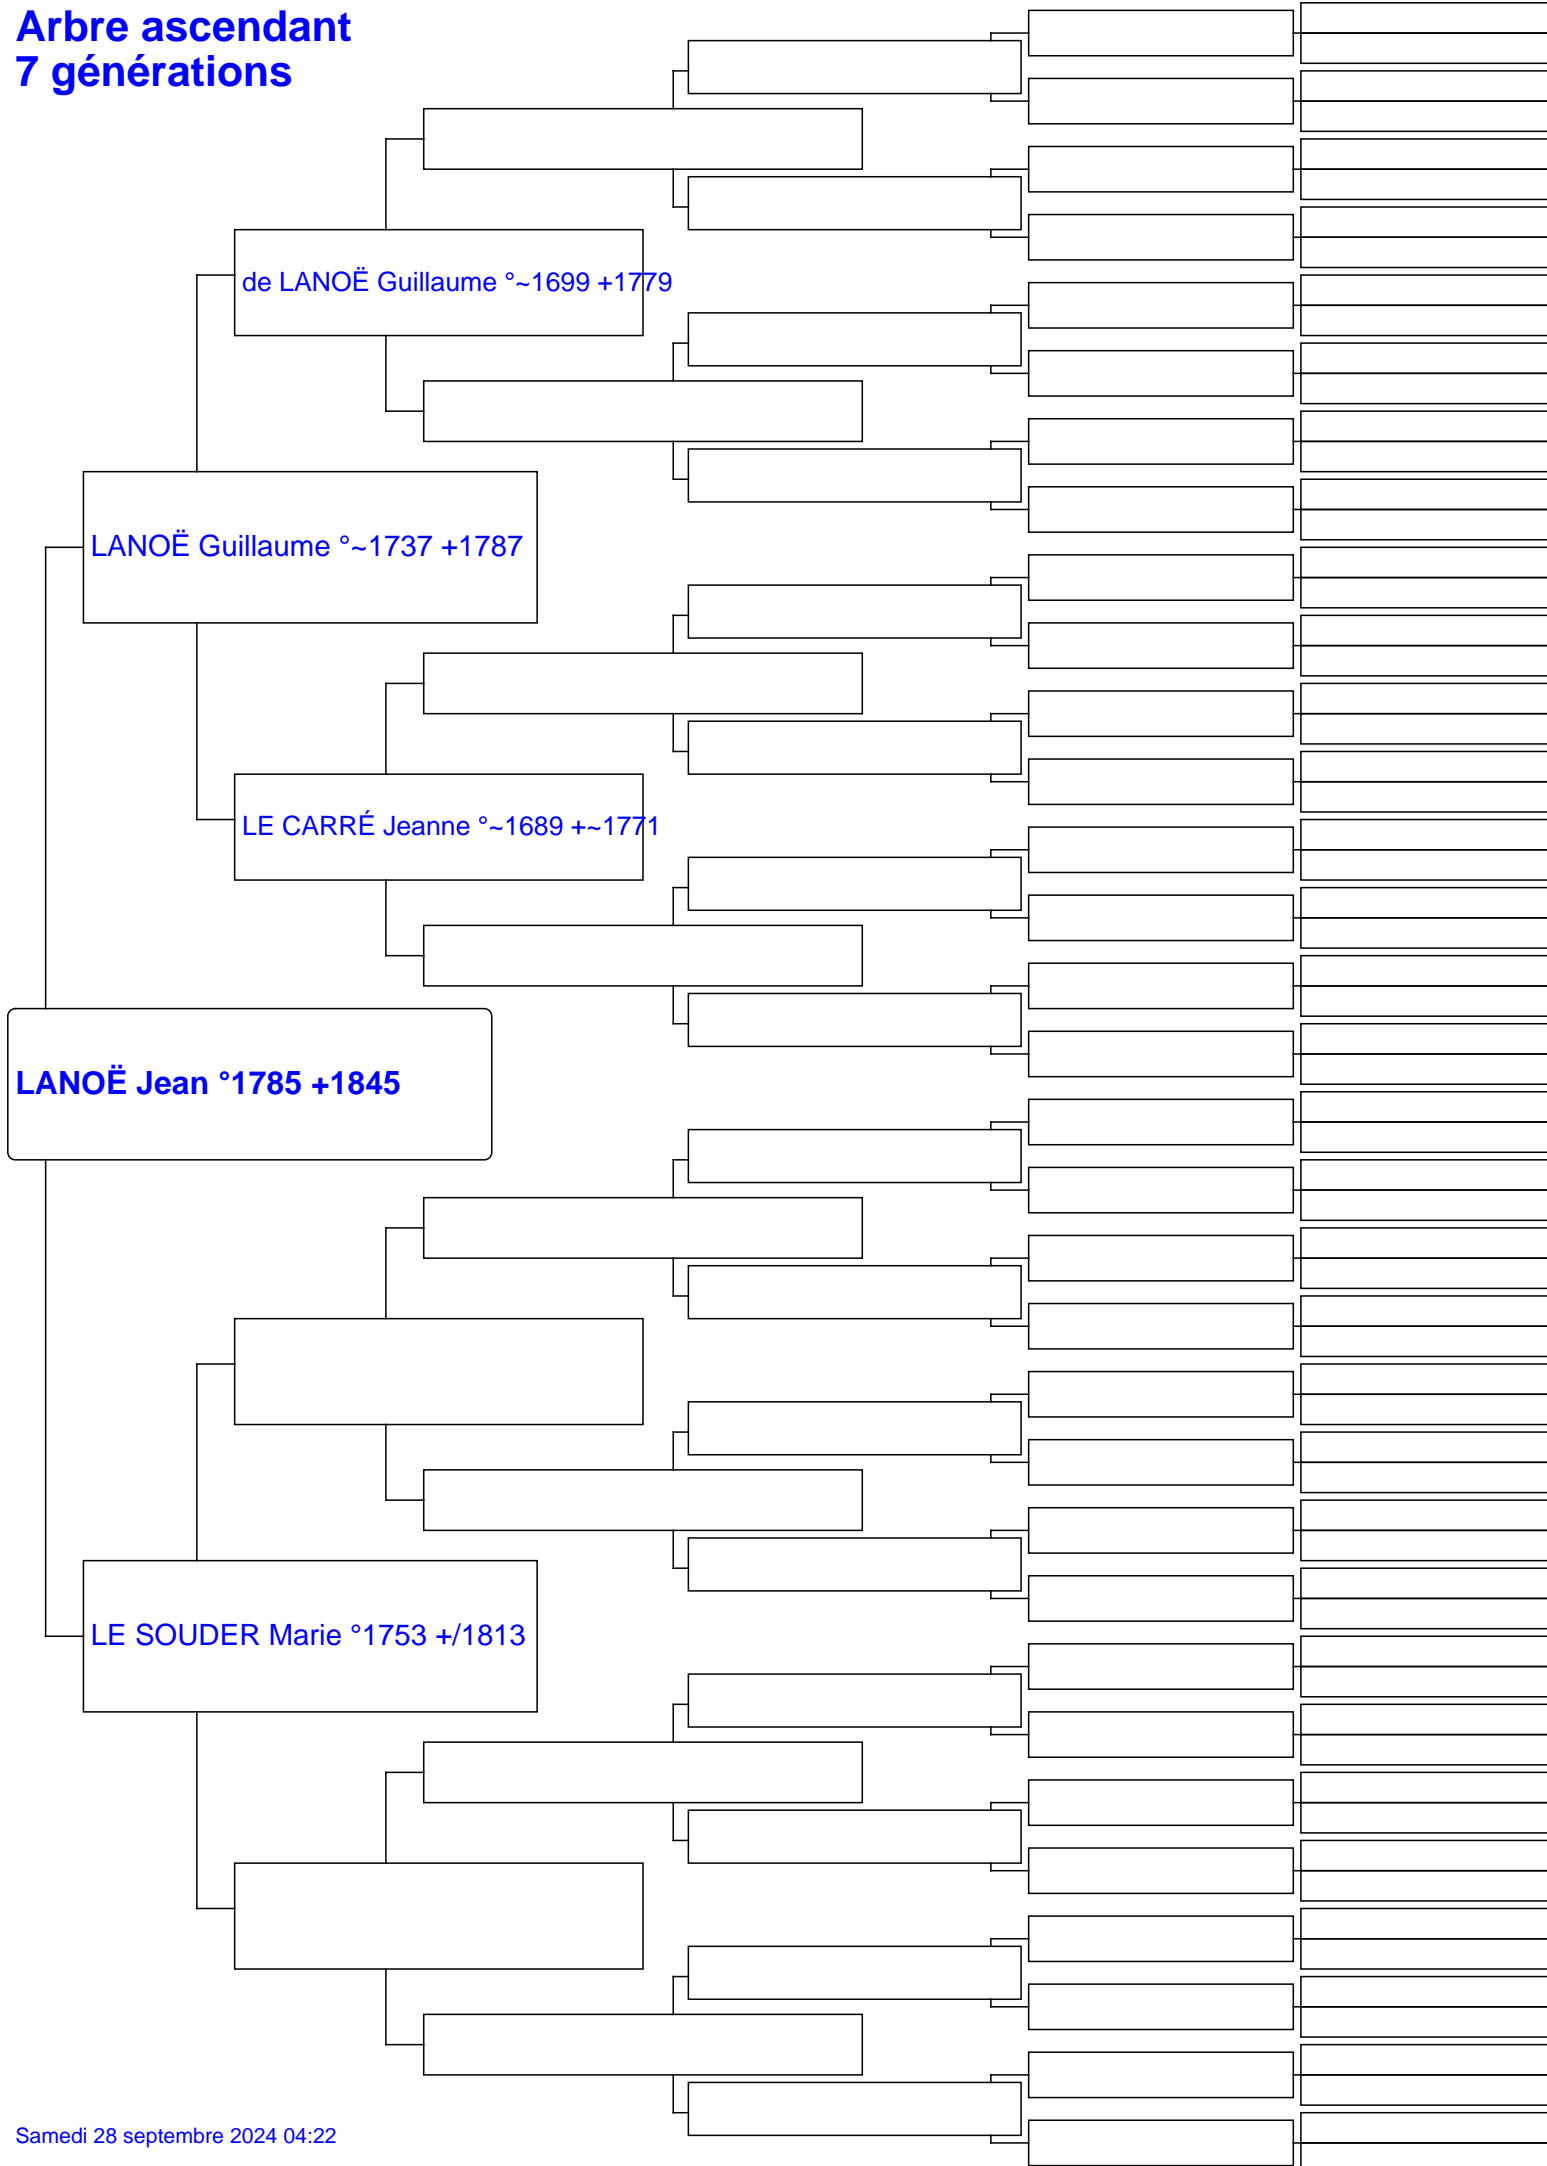 Arbre ascendant
7 générations
de LANOË Guillaume °~1699 +1779
LANOË Guillaume °~1737 +1787
LE CARRÉ Jeanne °~1689 +~1771
LANOË Jean °1785 +1845
LE SOUDER Marie °1753 +/1813
Samedi 28 septembre 2024 04:22